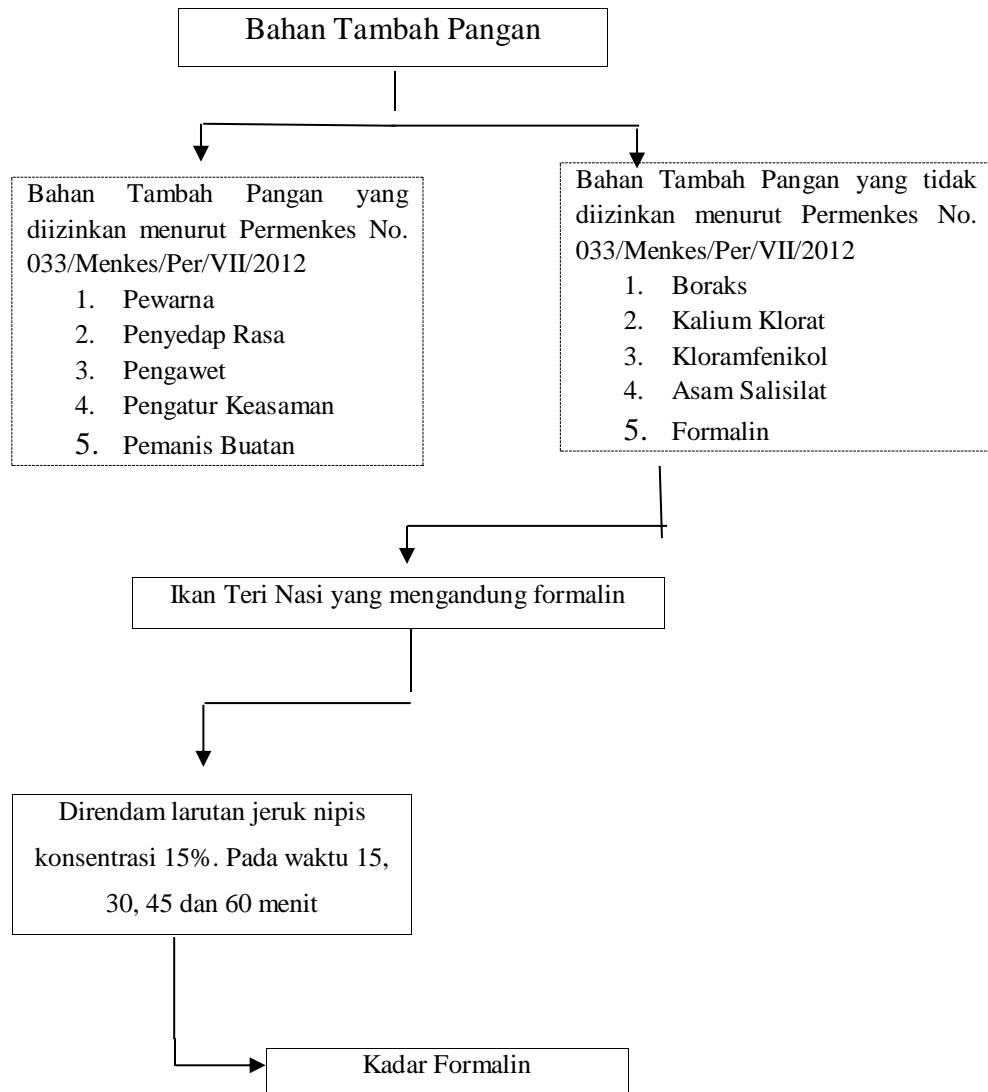 Bahan Tambah Pangan
Bahan Tambah Pangan yang
diizinkan menurut Permenkes No.
033/Menkes/Per/VII/2012
1. Pewarna
2. Penyedap Rasa
3. Pengawet
4. Pengatur Keasaman
5. Pemanis Buatan
Bahan Tambah Pangan yang tidak
diizinkan menurut Permenkes No.
033/Menkes/Per/VII/2012
1. Boraks
2. Kalium Klorat
3. Kloramfenikol
4. Asam Salisilat
5. Formalin
Ikan Teri Nasi yang mengandung formalin
Direndam larutan jeruk nipis
konsentrasi 15%. Pada waktu 15,
30, 45 dan 60 menit
Kadar Formalin